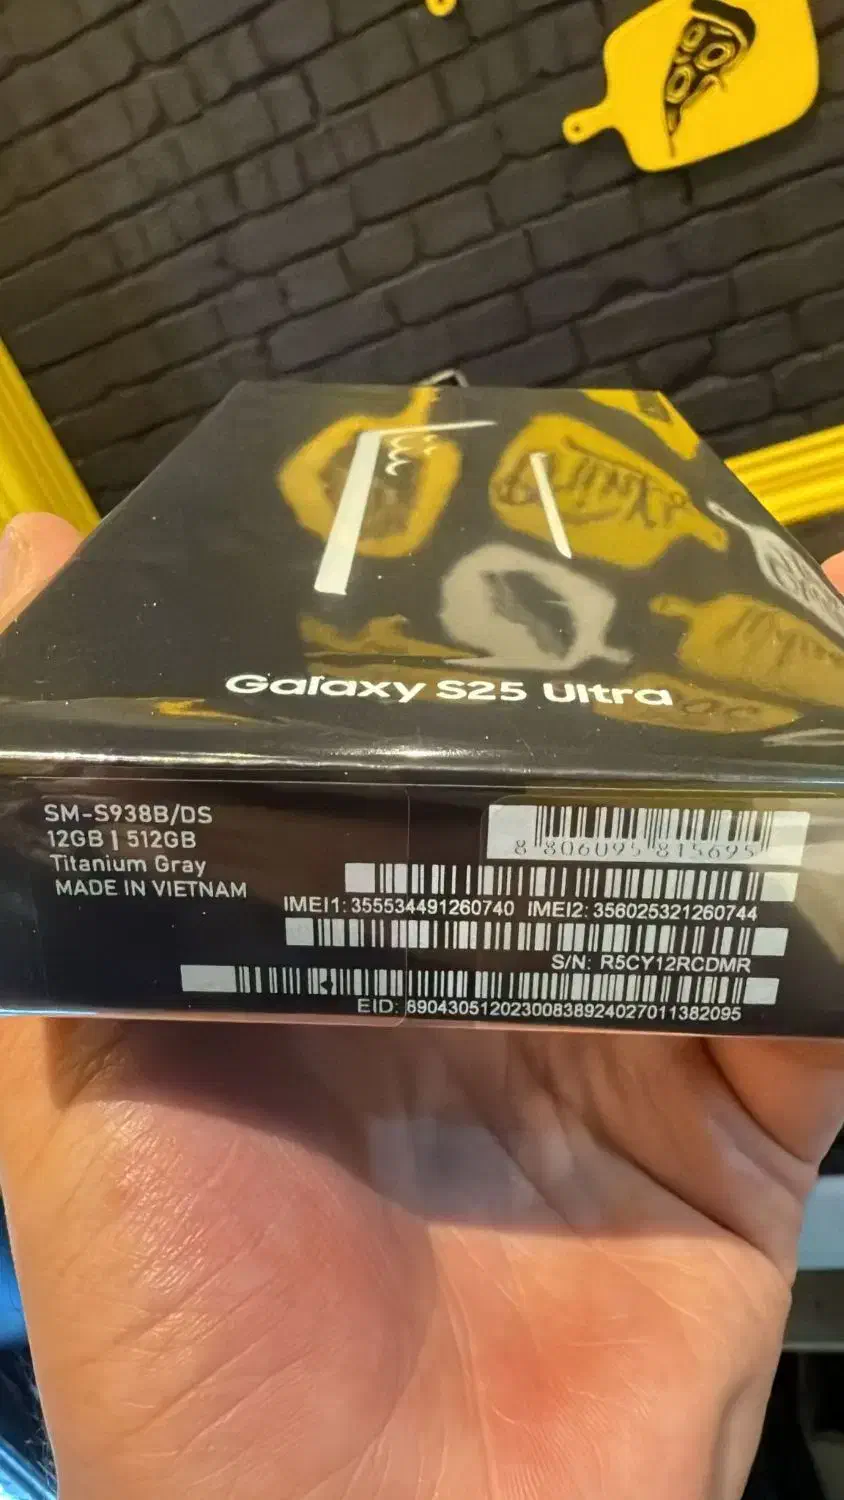 Galaxy S25 Ultra
SM-S938B/DS
12GB | 512GB
Titanium Gray
MADE IN VIETNAM
8 806095 815695
IMEI1: 355534491260740 IMEI2: 356025321260744
S/N: R5CY12RCDMR
EID: 89043051202300838924027011382095